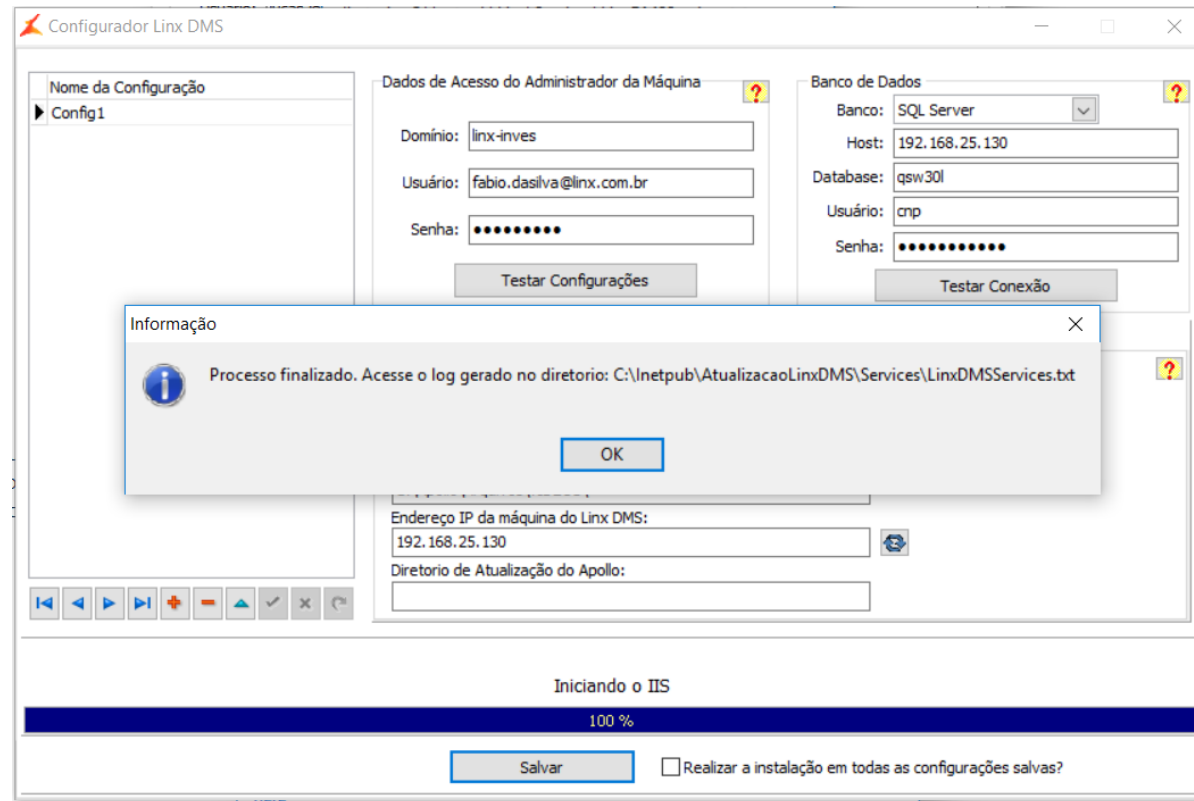 Configurador Linx DMS
Nome da Configuração
Config1
Dados de Acesso do Administrador da Máquina
Domínio: linx-inves
Usuário: fabio.dasilva@linx.com.br
Senha: •••••••••
Testar Configurações
Banco de Dados
Banco: SQL Server
Host: 192.168.25.130
Database: qsw30l
Usuário: cnp
Senha: •••••••••••
Testar Conexão
Informação
Processo finalizado. Acesse o log gerado no diretorio: C:\Inetpub\AtualizacaoLinxDMS\Services\LinxDMSServices.txt
OK
Endereço IP da máquina do Linx DMS:
192.168.25.130
Diretorio de Atualização do Apollo:
Iniciando o IIS
100 %
Salvar
Realizar a instalação em todas as configurações salvas?